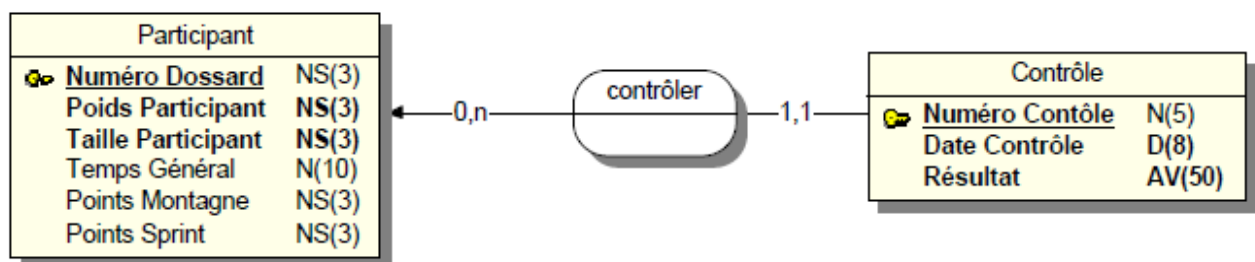 Participant
Numéro Dossard NS(3)
Poids Participant NS(3)
Taille Participant NS(3)
Temps Général N(10)
Points Montagne NS(3)
Points Sprint NS(3)
0,n
contrôler
1,1
Contrôle
Numéro Contôle N(5)
Date Contrôle D(8)
Résultat AV(50)